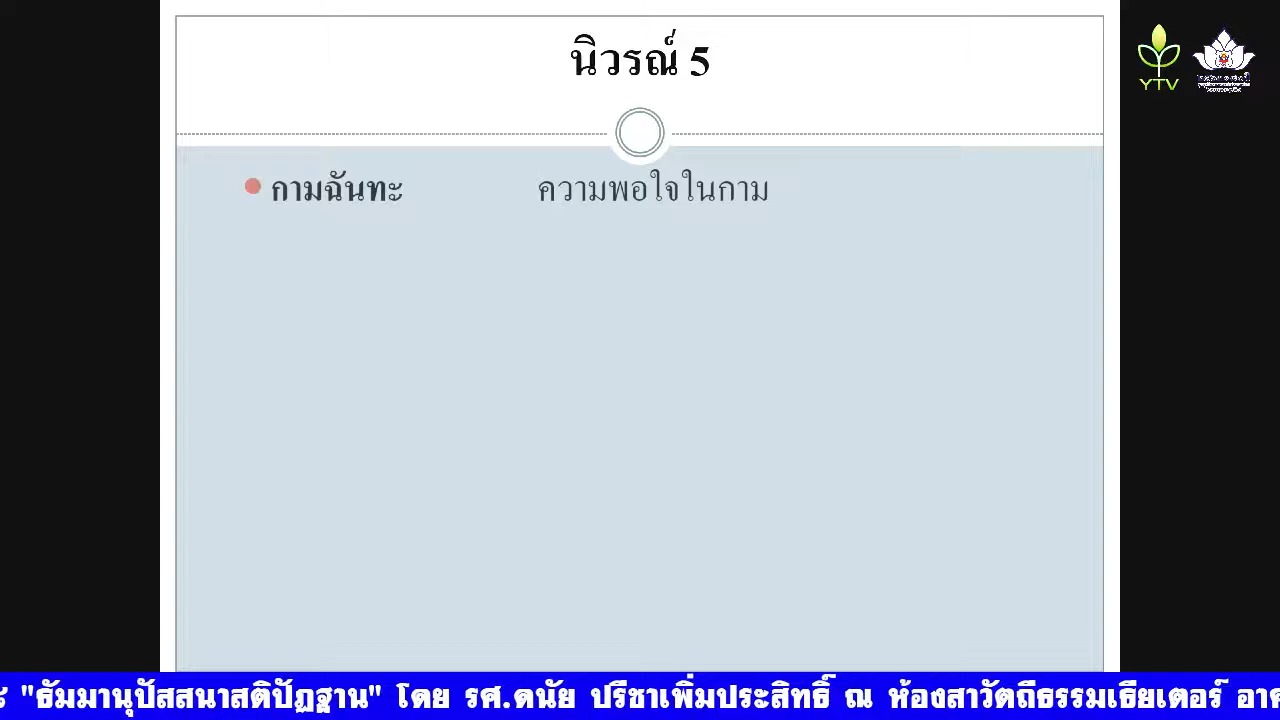 นิวรณ์ 5
YTV
กามฉันทะ ความพอใจในกาม
"ธัมมานุปัสสนาสติปัฏฐาน" โดย รศ.ดนัย ปรีชาเพิ่มประสิทธิ์ ณ ห้องสาวัตถีธรรมเธียเตอร์ อาค